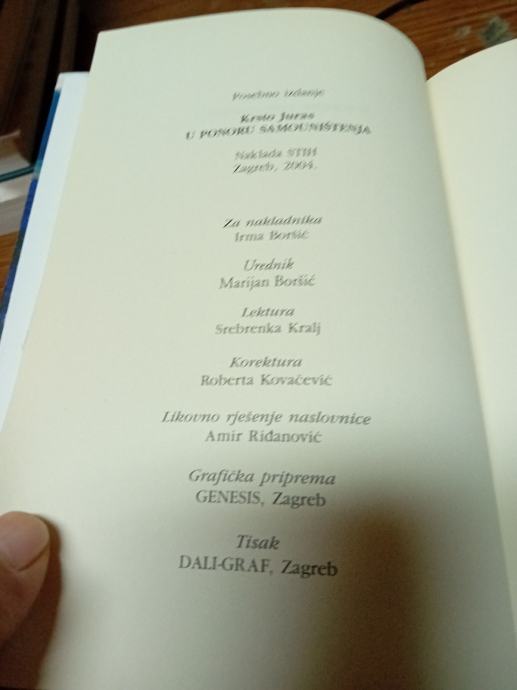 Posebno izdanje
Krsto Juras
U PONORU SAMOUNIŠTENJA
Naklada STIH
Zagreb, 2004.
Za nakladnika
Irma Boršić
Urednik
Marijan Boršić
Lektura
Srebrenka Kralj
Korektura
Roberta Kovačević
Likovno rješenje naslovnice
Amir Riđanović
Grafička priprema
GENESIS, Zagreb
Tisak
DALI-GRAF, Zagreb